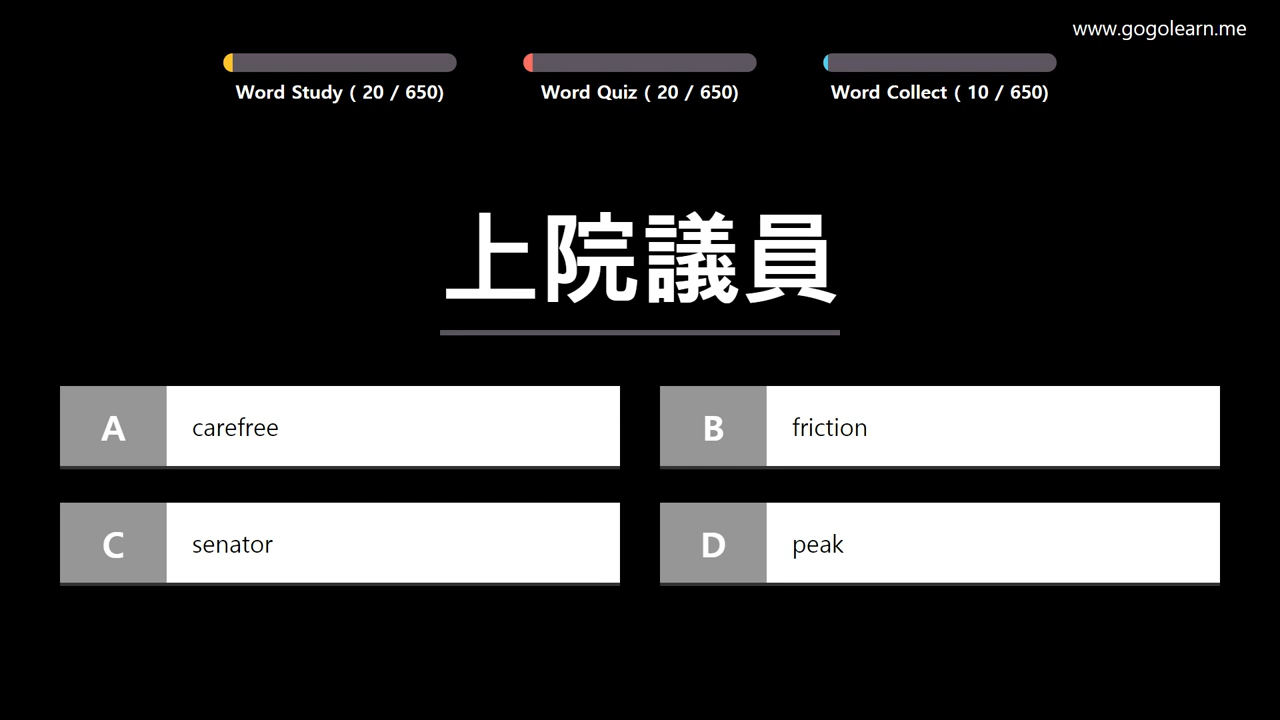 www.gogolearn.me
Word Study ( 20 / 650)
Word Quiz ( 20 / 650)
Word Collect ( 10 / 650)
上院議員
A carefree
B friction
C senator
D peak